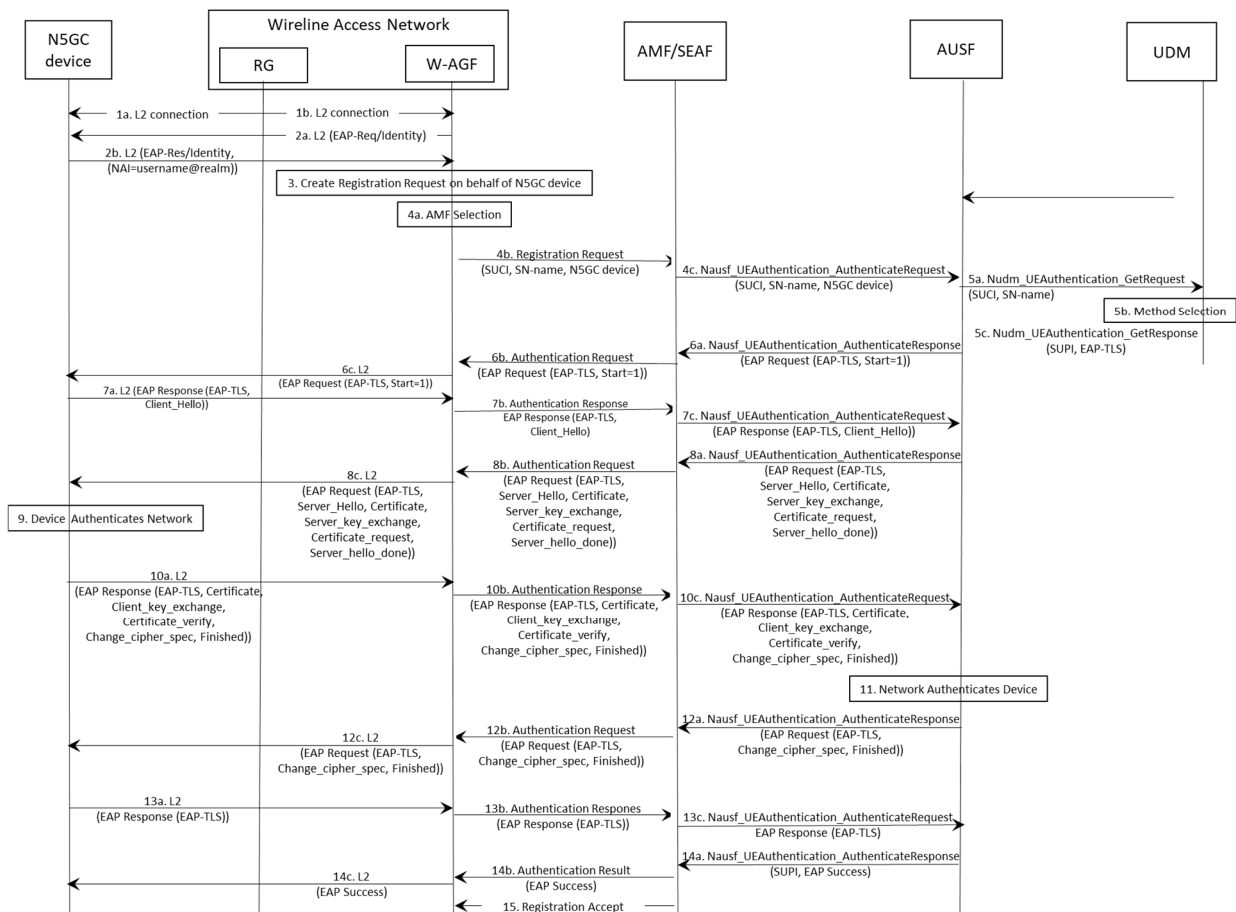 Wireline Access Network
N5GC
device
RG
W-AGF
AMF/SEAF
AUSF
UDM
1a. L2 connection
1b. L2 connection
2a. L2 (EAP-Req/Identity)
2b. L2 (EAP-Res/Identity,
(NAI=username@realm))
3. Create Registration Request on behalf of N5GC device
4a. AMF Selection
4b. Registration Request
(SUCI, SN-name, N5GC device)
4c. Nausf_UEAuthentication_AuthenticateRequest
(SUCI, SN-name, N5GC device)
5a. Nudm_UEAuthentication_GetRequest
(SUCI, SN-name)
5b. Method Selection
5c. Nudm_UEAuthentication_GetResponse
(SUPI, EAP-TLS)
6a. Nausf_UEAuthentication_AuthenticateResponse
(EAP Request (EAP-TLS, Start=1))
6b. Authentication Request
(EAP Request (EAP-TLS, Start=1))
6c. L2
(EAP Request (EAP-TLS, Start=1))
7a. L2 (EAP Response (EAP-TLS,
Client_Hello))
7b. Authentication Response
EAP Response (EAP-TLS,
Client_Hello)
7c. Nausf_UEAuthentication_AuthenticateRequest
(EAP Response (EAP-TLS, Client_Hello))
8a. Nausf_UEAuthentication_AuthenticateResponse
(EAP Request (EAP-TLS,
Server_Hello, Certificate,
Server_key_exchange,
Certificate_request,
Server_hello_done))
8b. Authentication Request
(EAP Request (EAP-TLS,
Server_Hello, Certificate,
Server_key_exchange,
Certificate_request,
Server_hello_done))
8c. L2
(EAP Request (EAP-TLS,
Server_Hello, Certificate,
Server_key_exchange,
Certificate_request,
Server_hello_done))
9. Device Authenticates Network
10a. L2
(EAP Response (EAP-TLS, Certificate,
Client_key_exchange,
Certificate_verify,
Change_cipher_spec, Finished))
10b. Authentication Response
(EAP Response (EAP-TLS, Certificate,
Client_key_exchange,
Certificate_verify,
Change_cipher_spec, Finished))
10c. Nausf_UEAuthentication_AuthenticateRequest
(EAP Response (EAP-TLS, Certificate,
Client_key_exchange,
Certificate_verify,
Change_cipher_spec, Finished))
11. Network Authenticates Device
12a. Nausf_UEAuthentication_AuthenticateResponse
(EAP Request (EAP-TLS,
Change_cipher_spec, Finished))
12b. Authentication Request
(EAP Request (EAP-TLS,
Change_cipher_spec, Finished))
12c. L2
(EAP Request (EAP-TLS,
Change_cipher_spec, Finished))
13a. L2
(EAP Response (EAP-TLS))
13b. Authentication Respones
(EAP Response (EAP-TLS))
13c. Nausf_UEAuthentication_AuthenticateRequest
EAP Response (EAP-TLS)
14a. Nausf_UEAuthentication_AuthenticateResponse
(SUPI, EAP Success)
14b. Authentication Result
(EAP Success)
14c. L2
(EAP Success)
15. Registration Accept